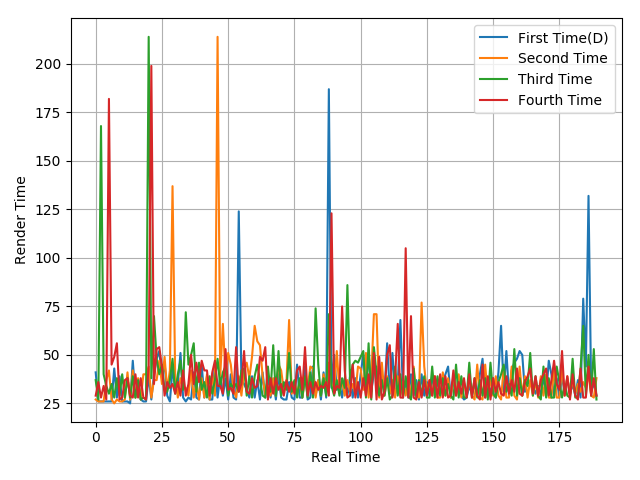 First Time(D)
Second Time
Third Time
Fourth Time
Render Time
200
175
150
125
100
75
50
25
0
25
50
75
100
125
150
175
Real Time